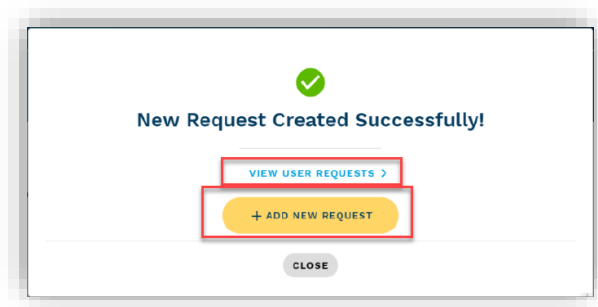 New Request Created Successfully!
VIEW USER REQUESTS >
+ ADD NEW REQUEST
CLOSE